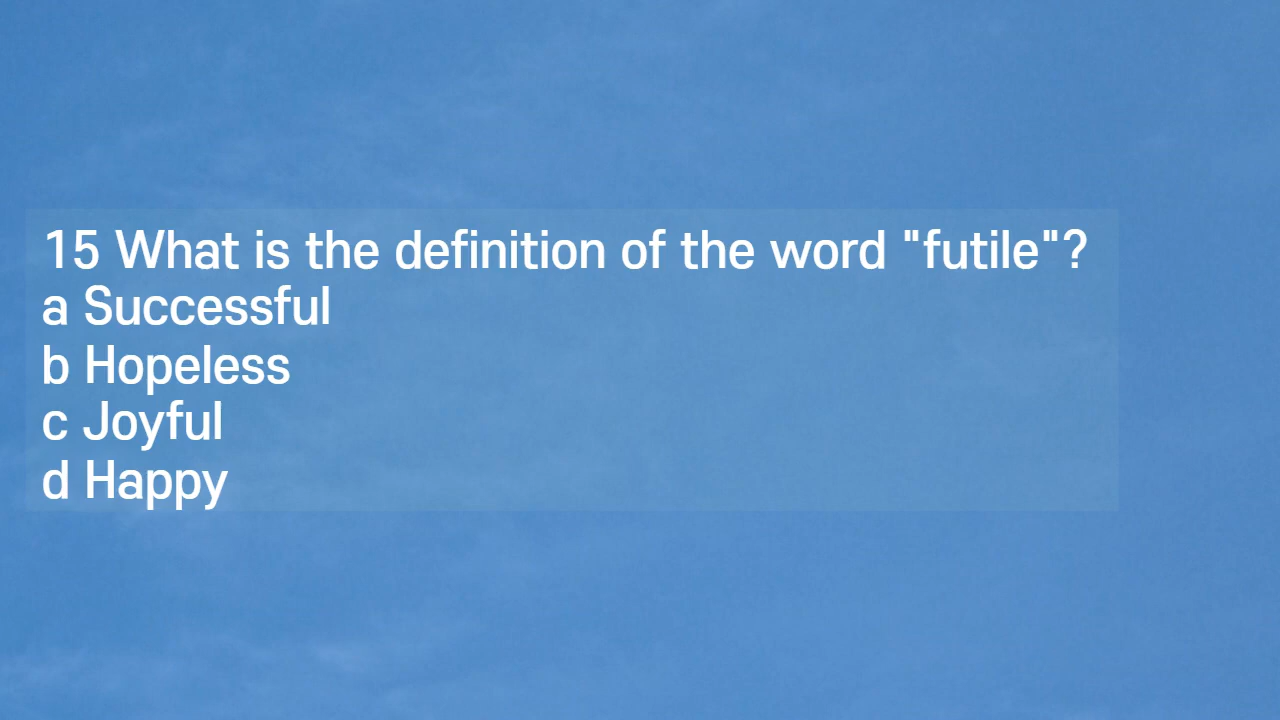 15 What is the definition of the word "futile"?
a Successful
b Hopeless
c Joyful
d Happy